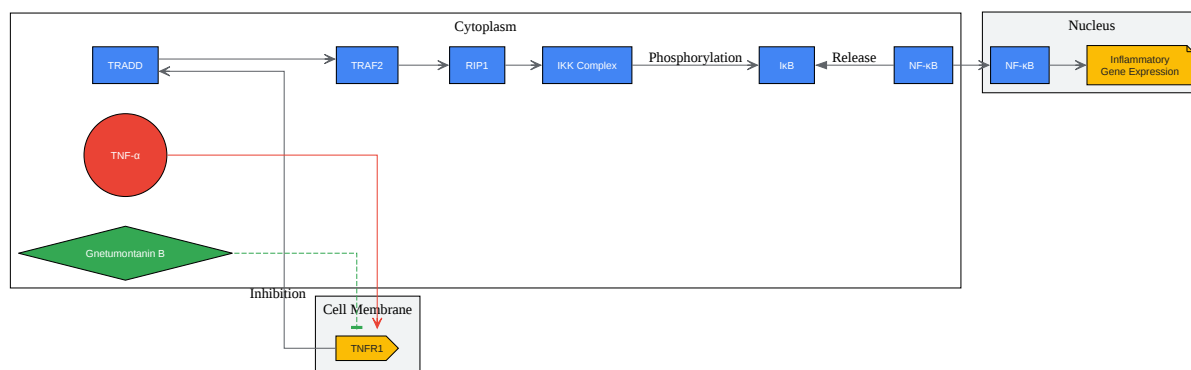 Cytoplasm
Nucleus
TRADD
TRAF2
RIP1
IKK Complex
Phosphorylation
IκB
Release
NF-κB
NF-κB
Inflammatory
Gene Expression
TNF-α
Gnetumontanin B
Inhibition
Cell Membrane
TNFR1